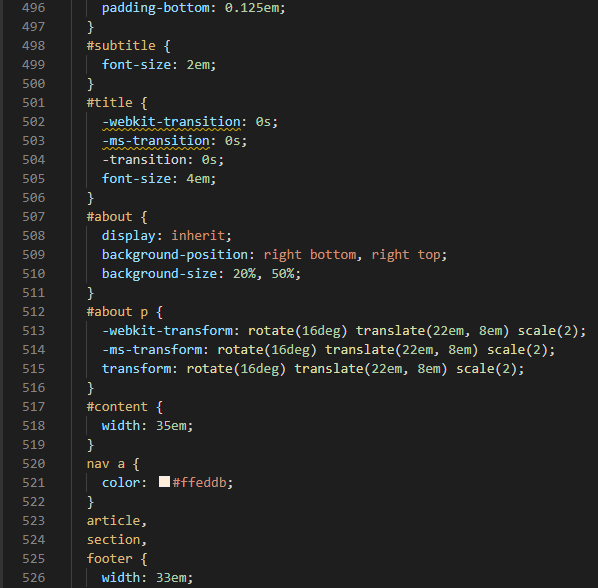 496 padding-bottom: 0.125em;
497 }
498 #subtitle {
499 font-size: 2em;
500 }
501 #title {
502 -webkit-transition: 0s;
503 -ms-transition: 0s;
504 -transition: 0s;
505 font-size: 4em;
506 }
507 #about {
508 display: inherit;
509 background-position: right bottom, right top;
510 background-size: 20%, 50%;
511 }
512 #about p {
513 -webkit-transform: rotate(16deg) translate(22em, 8em) scale(2);
514 -ms-transform: rotate(16deg) translate(22em, 8em) scale(2);
515 transform: rotate(16deg) translate(22em, 8em) scale(2);
516 }
517 #content {
518 width: 35em;
519 }
520 nav a {
521 color: #ffeddb;
522 }
523 article,
524 section,
525 footer {
526 width: 33em;